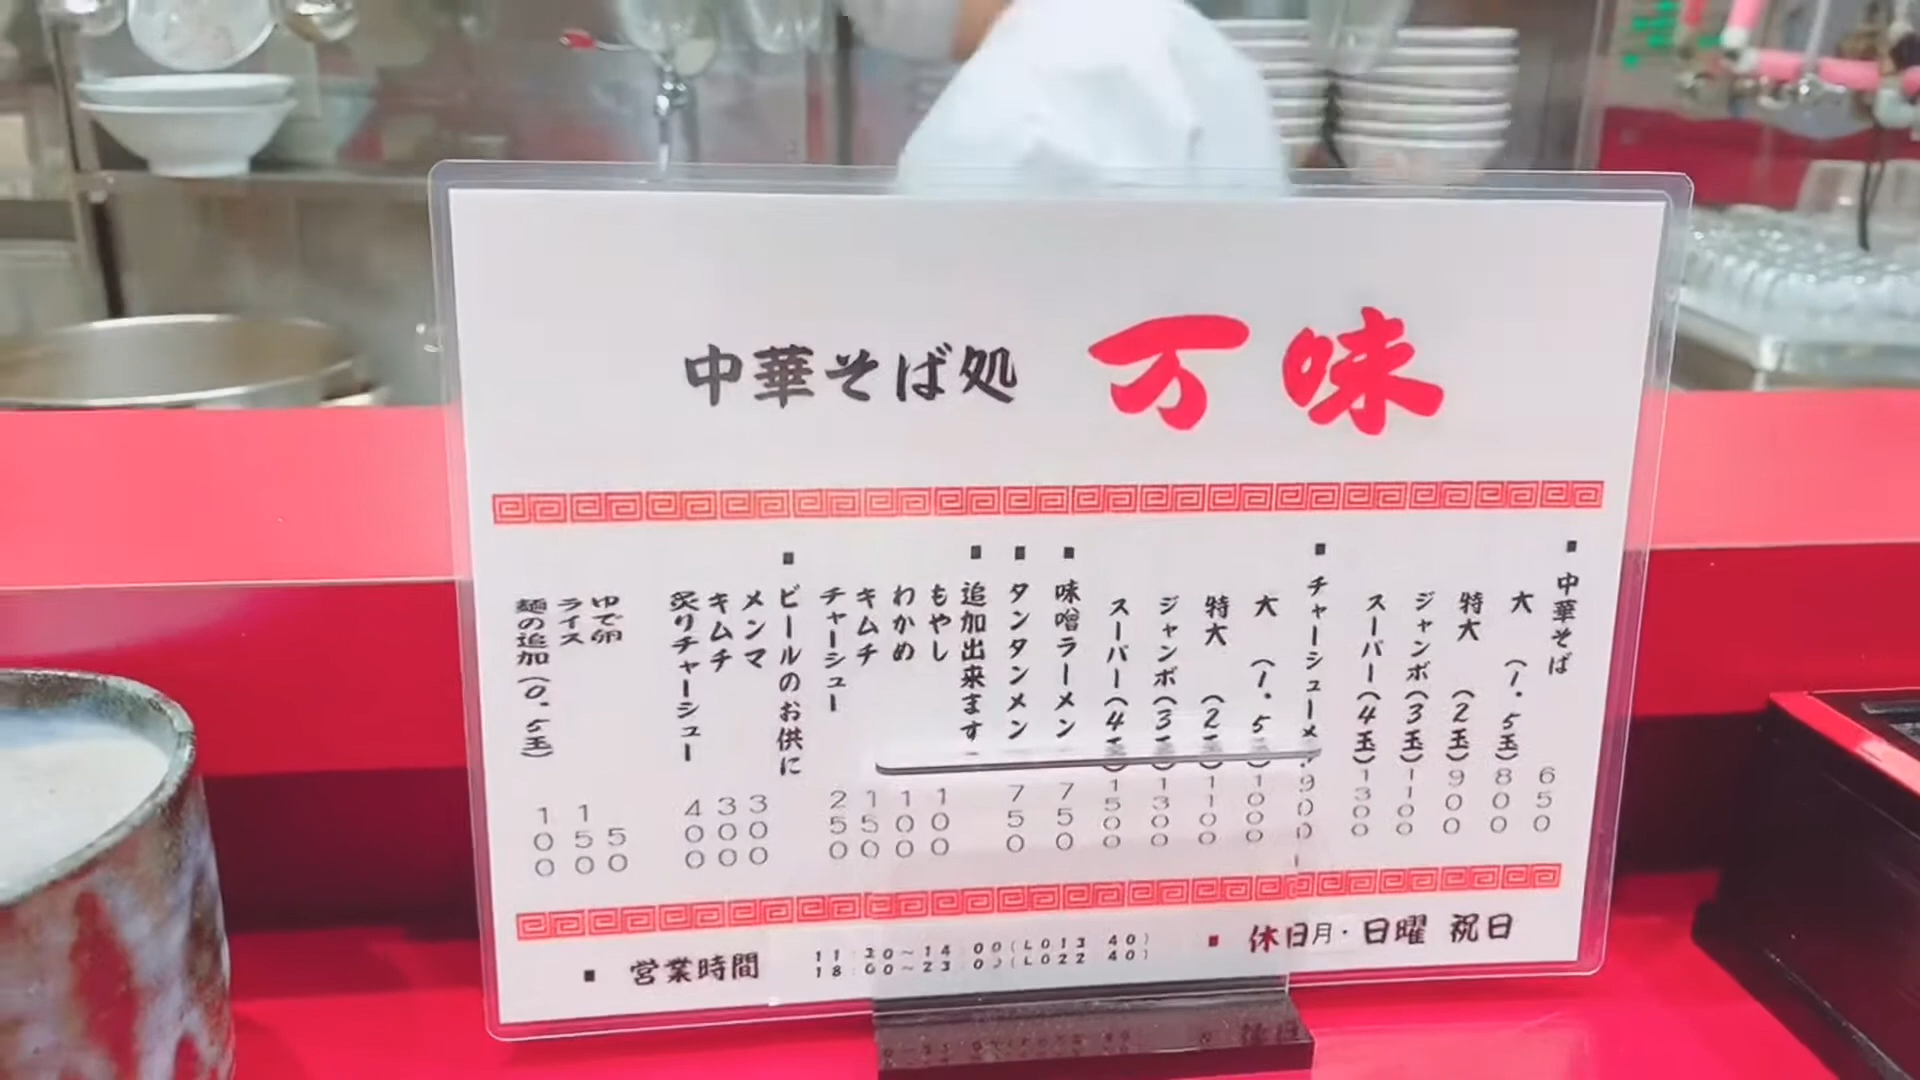 中華そば処 万味
■中華そば 650
大(1.5玉) 800
特大(2玉) 900
ジャンボ(3玉) 1100
スーパー(4玉) 1300
■チャーシューメ 900
大(1.5玉) 1000
特大(2玉) 1100
ジャンボ(3玉) 1300
スーパー(4玉) 1500
■味噌ラーメン 750
■タンタンメン 750
■追加出来ます
もやし 100
わかめ 100
キムチ 150
チャーシュー 250
■ビールのお供に
メンマ 300
キムチ 300
炙りチャーシュー 400
ゆで卵 50
ライス 150
麺の追加(0.5玉) 100
■営業時間 11:30~14:00(LO13 40)
18:00~23:00(LO22 40)
■休日月・日曜 祝日